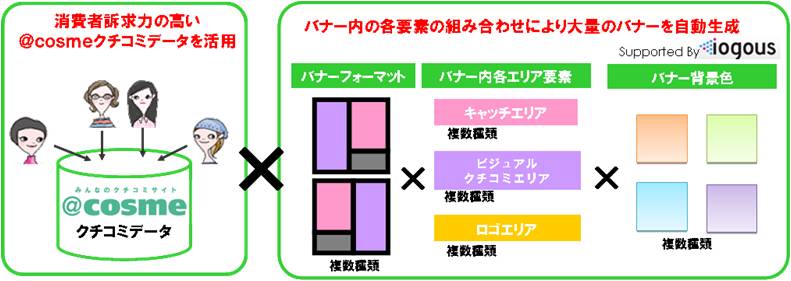 消費者訴求力の高い
@cosmeクチコミデータを活用
みんなのクチコミサイト
@cosme
クチコミデータ
バナー内の各要素の組み合わせにより大量のバナーを自動生成
Supported By iogous
バナーフォーマット
複数種類
バナー内各エリア要素
キャッチエリア
複数種類
ビジュアル
クチコミエリア
複数種類
ロゴエリア
複数種類
バナー背景色
複数種類